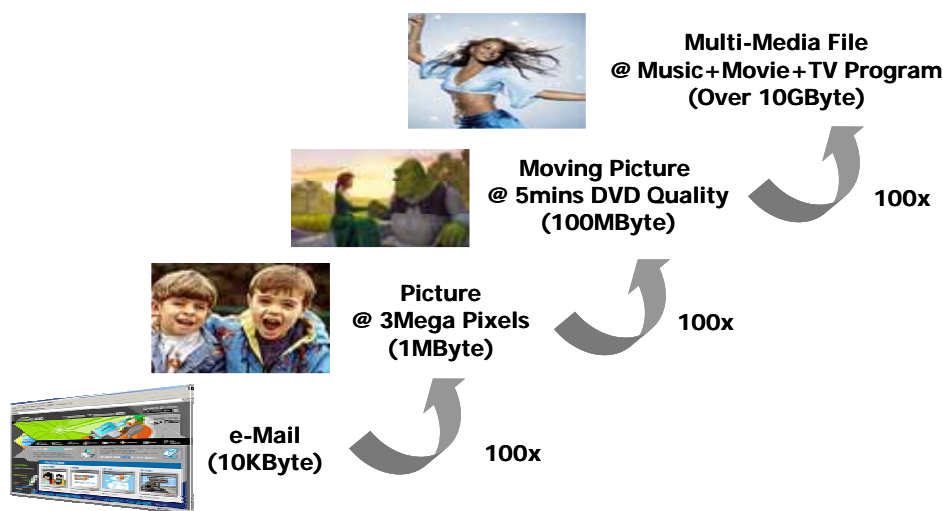 Multi-Media File
@ Music+Movie+TV Program
(Over 10GByte)
Moving Picture
@ 5mins DVD Quality
(100MByte)
100x
Picture
@ 3Mega Pixels
(1MByte)
100x
e-Mail
(10KByte)
100x